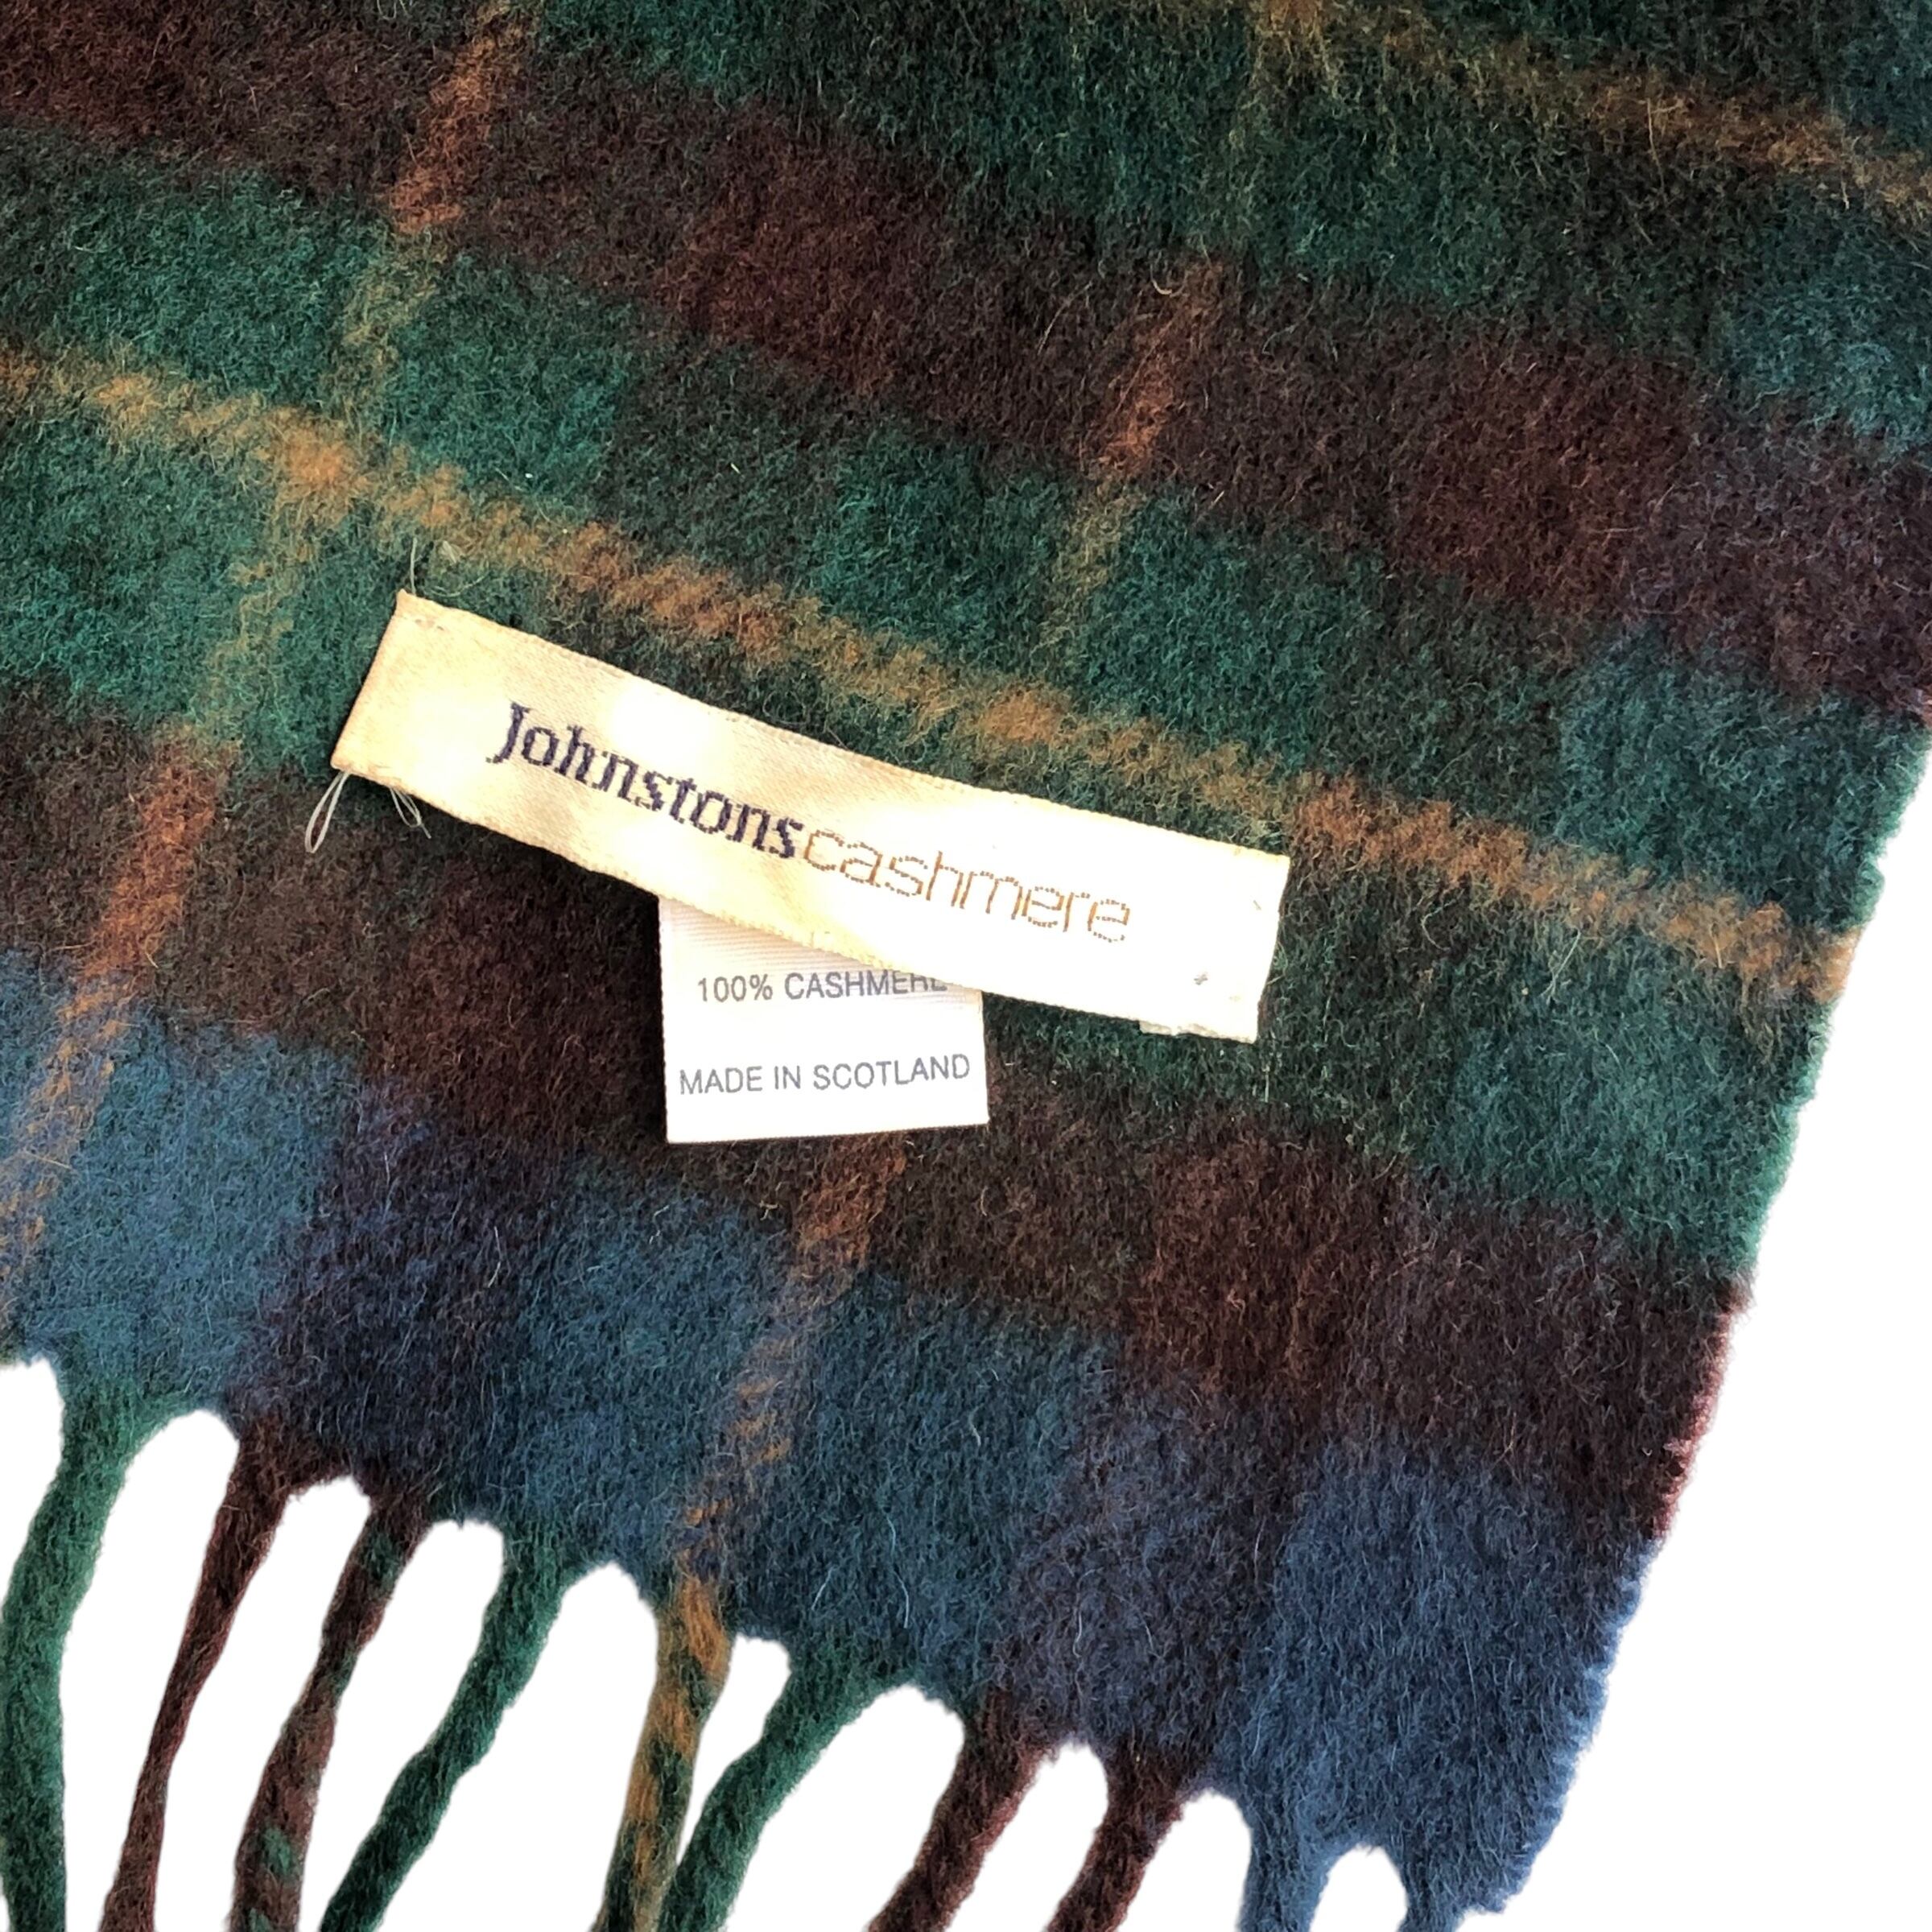 Johnstonscashmere
100% CASHMERE
MADE IN SCOTLAND